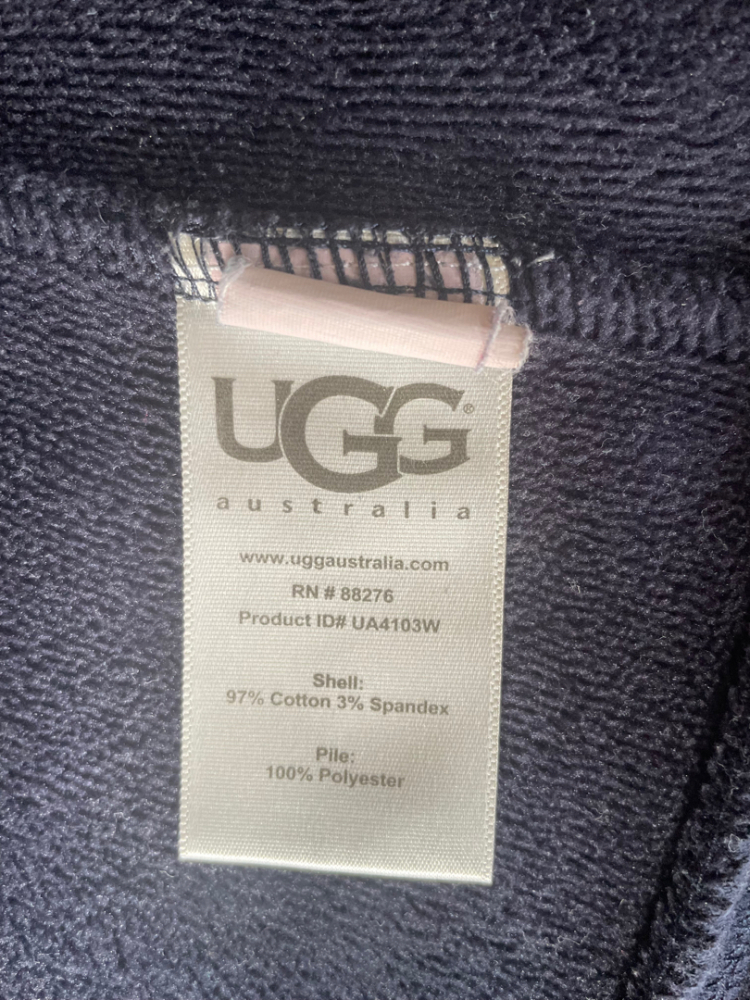 UGG®
australia
www.uggaustralia.com
RN # 88276
Product ID# UA4103W
Shell:
97% Cotton 3% Spandex
Pile:
100% Polyester